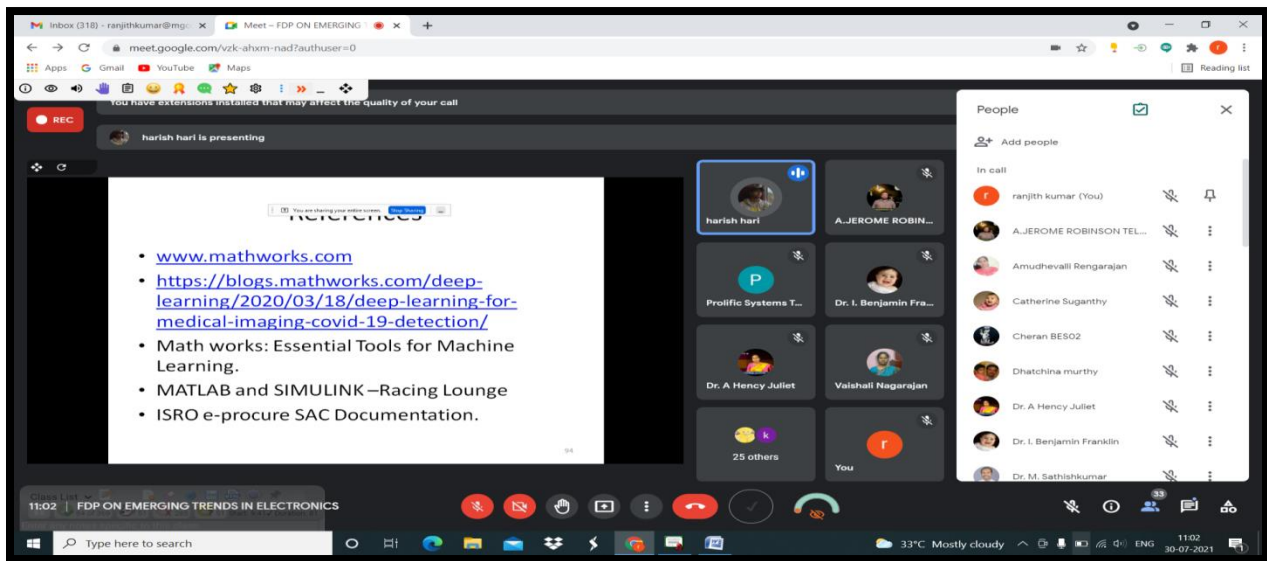 Inbox (318) - ranjithkumar@mgc
Meet – FDP ON EMERGING T
meet.google.com/vzk-ahxm-nad?authuser=0
Apps Gmail YouTube Maps Reading list
You have extensions installed that may affect the quality of your call
REC
harish hari is presenting
You are sharing your entire screen. Stop Sharing
References
• www.mathworks.com
• https://blogs.mathworks.com/deep-
learning/2020/03/18/deep-learning-for-
medical-imaging-covid-19-detection/
• Math works: Essential Tools for Machine
Learning.
• MATLAB and SIMULINK –Racing Lounge
• ISRO e-procure SAC Documentation.
94
harish hari
A.JEROME ROBIN...
P
Prolific Systems T...
Dr. I. Benjamin Fra...
Dr. A Hency Juliet
Vaishali Nagarajan
k
25 others
r
You
People
Add people
In call
r
ranjith kumar (You)
A.JEROME ROBINSON TEL...
Amudhevalli Rengarajan
Catherine Suganthy
Cheran BES02
Dhatchina murthy
Dr. A Hency Juliet
Dr. I. Benjamin Franklin
Dr. M. Sathishkumar
11:02 | FDP ON EMERGING TRENDS IN ELECTRONICS
33
Type here to search
33°C Mostly cloudy
ENG
11:02
30-07-2021
1